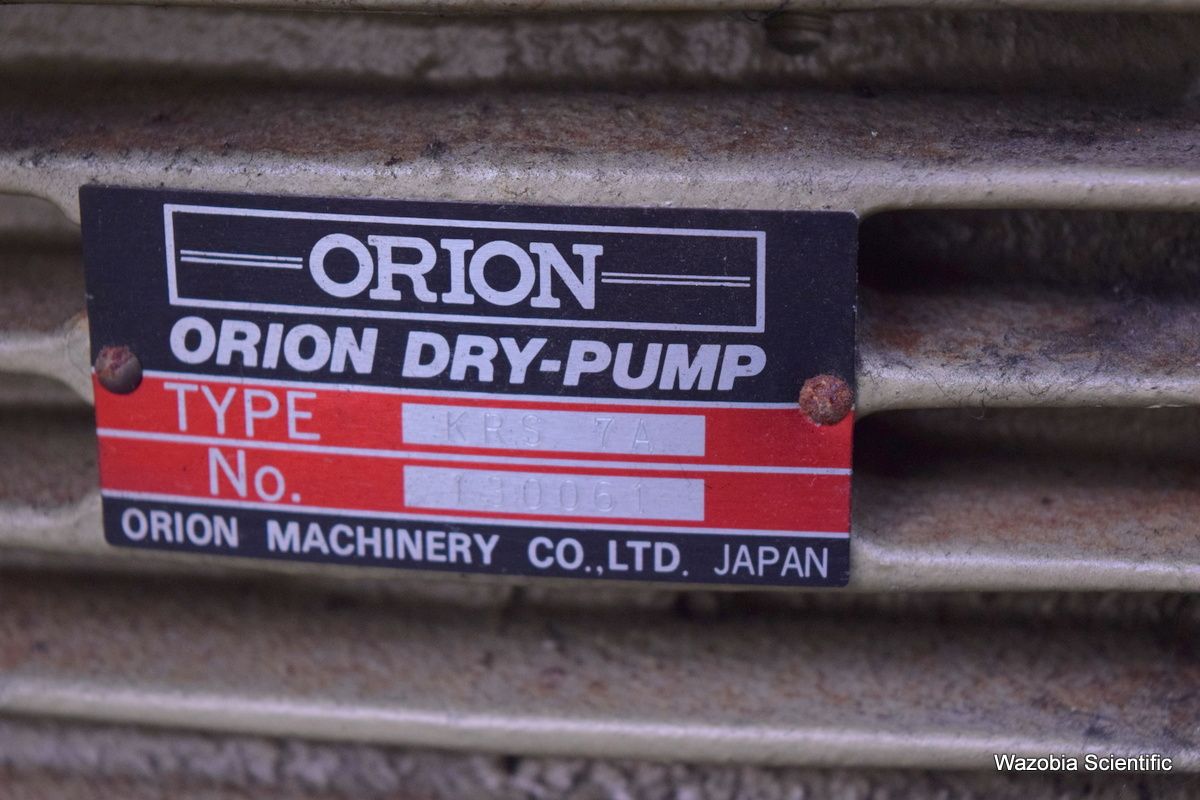 ORION
ORION DRY-PUMP
TYPE KRS 7A
No. 130061
ORION MACHINERY CO.,LTD. JAPAN
Wazobia Scientific